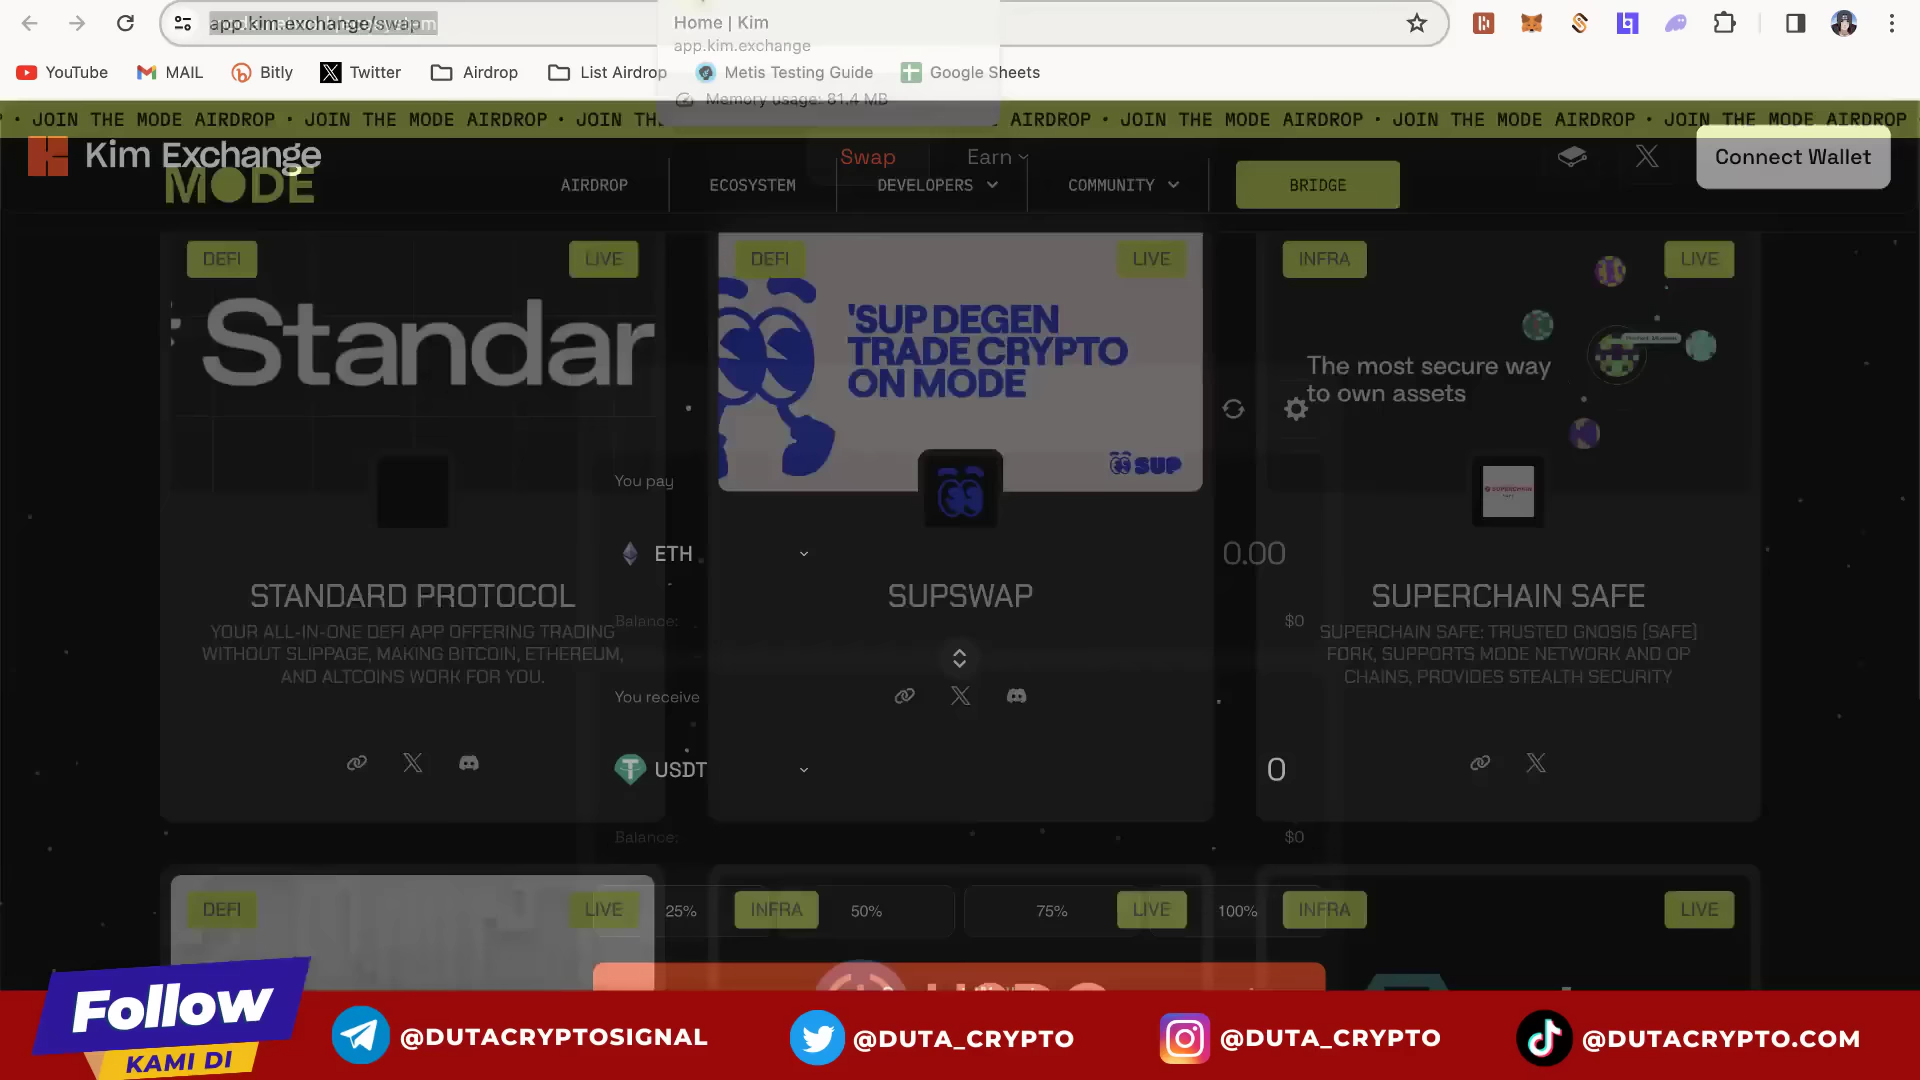 app.kim.exchange/swap
Home | Kim
app.kim.exchange
Memory usage: 81.4 MB
YouTube
MAIL
Bitly
Twitter
Airdrop
List Airdrop
Metis Testing Guide
Google Sheets
• JOIN THE MODE AIRDROP • JOIN THE MODE AIRDROP • JOIN TH
AIRDROP • JOIN THE MODE AIRDROP • JOIN THE MODE AIRDROP • JOIN THE MODE AIRDROP
Kim Exchange
Swap
Earn
Connect Wallet
MODE
AIRDROP
ECOSYSTEM
DEVELOPERS
COMMUNITY
BRIDGE
DEFI
LIVE
DEFI
LIVE
INFRA
LIVE
Standar
'SUP DEGEN
TRADE CRYPTO
ON MODE
SUP
The most secure way
to own assets
You pay
ETH
0.00
Balance:
$0
STANDARD PROTOCOL
YOUR ALL-IN-ONE DEFI APP OFFERING TRADING
WITHOUT SLIPPAGE, MAKING BITCOIN, ETHEREUM,
AND ALTCOINS WORK FOR YOU.
SUPSWAP
SUPERCHAIN SAFE
SUPERCHAIN SAFE: TRUSTED GNOSIS [SAFE]
FORK, SUPPORTS MODE NETWORK AND OP
CHAINS, PROVIDES STEALTH SECURITY
You receive
USDT
0
Balance:
$0
DEFI
LIVE
25%
INFRA
50%
75%
LIVE
100%
INFRA
LIVE
Follow
KAMI DI
@DUTACRYPTOSIGNAL
@DUTA_CRYPTO
@DUTA_CRYPTO
@DUTACRYPTO.COM